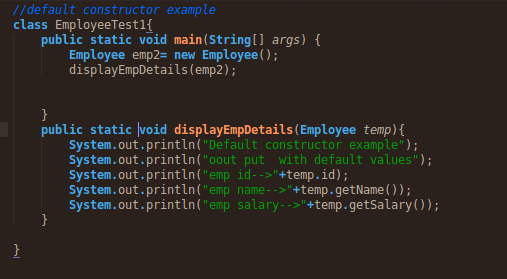 //default constructor example
class EmployeeTest1{
public static void main(String[] args) {
Employee emp2= new Employee();
displayEmpDetails(emp2);
}
public static void displayEmpDetails(Employee temp){
System.out.println("Default constructor example");
System.out.println("oout put  with default values");
System.out.println("emp id-->"+temp.id);
System.out.println("emp name-->"+temp.getName());
System.out.println("emp salary-->"+temp.getSalary());
}
}